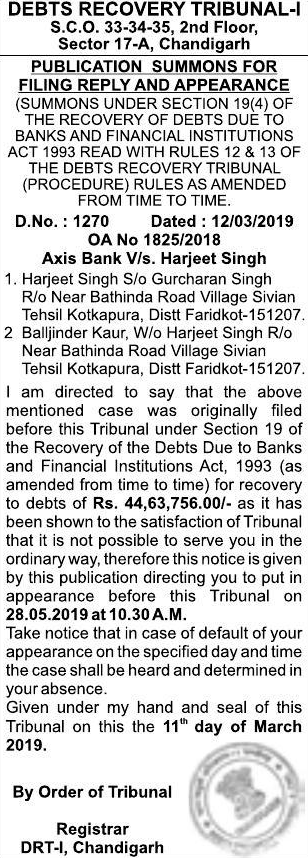 DEBTS RECOVERY TRIBUNAL-I
S.C.O. 33-34-35, 2nd Floor,
Sector 17-A, Chandigarh
PUBLICATION SUMMONS FOR
FILING REPLY AND APPEARANCE
(SUMMONS UNDER SECTION 19(4) OF
THE RECOVERY OF DEBTS DUE TO
BANKS AND FINANCIAL INSTITUTIONS
ACT 1993 READ WITH RULES 12 & 13 OF
THE DEBTS RECOVERY TRIBUNAL
(PROCEDURE) RULES AS AMENDED
FROM TIME TO TIME.
D.No. : 1270 Dated : 12/03/2019
OA No 1825/2018
Axis Bank V/s. Harjeet Singh
1. Harjeet Singh S/o Gurcharan Singh
R/o Near Bathinda Road Village Sivian
Tehsil Kotkapura, Distt Faridkot-151207.
2 Balljinder Kaur, W/o Harjeet Singh R/o
Near Bathinda Road Village Sivian
Tehsil Kotkapura, Distt Faridkot-151207.
I am directed to say that the above
mentioned case was originally filed
before this Tribunal under Section 19 of
the Recovery of the Debts Due to Banks
and Financial Institutions Act, 1993 (as
amended from time to time) for recovery
to debts of Rs. 44,63,756.00/- as it has
been shown to the satisfaction of Tribunal
that it is not possible to serve you in the
ordinary way, therefore this notice is given
by this publication directing you to put in
appearance before this Tribunal on
28.05.2019 at 10.30 A.M.
Take notice that in case of default of your
appearance on the specified day and time
the case shall be heard and determined in
your absence.
Given under my hand and seal of this
Tribunal on this the 11th day of March
2019.
By Order of Tribunal
Registrar
DRT-I, Chandigarh